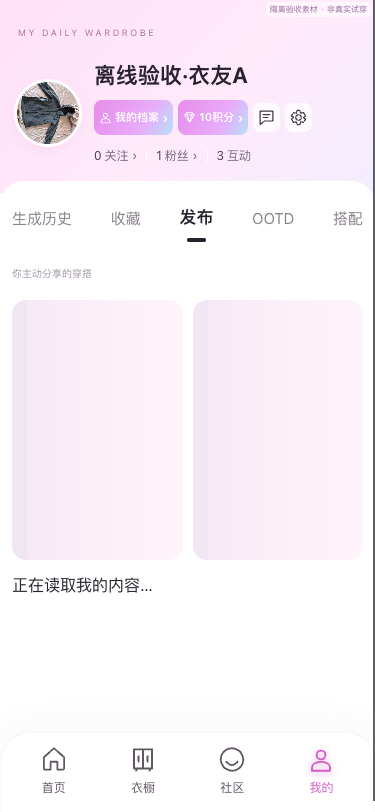 隔离验收素材 · 非真实试穿
MY DAILY WARDROBE
离线验收·衣友A
我的档案 ›
10积分 ›
0 关注 ›
1 粉丝 ›
3 互动
生成历史
收藏
发布
OOTD
搭配
你主动分享的穿搭
正在读取我的内容...
首页
衣橱
社区
我的